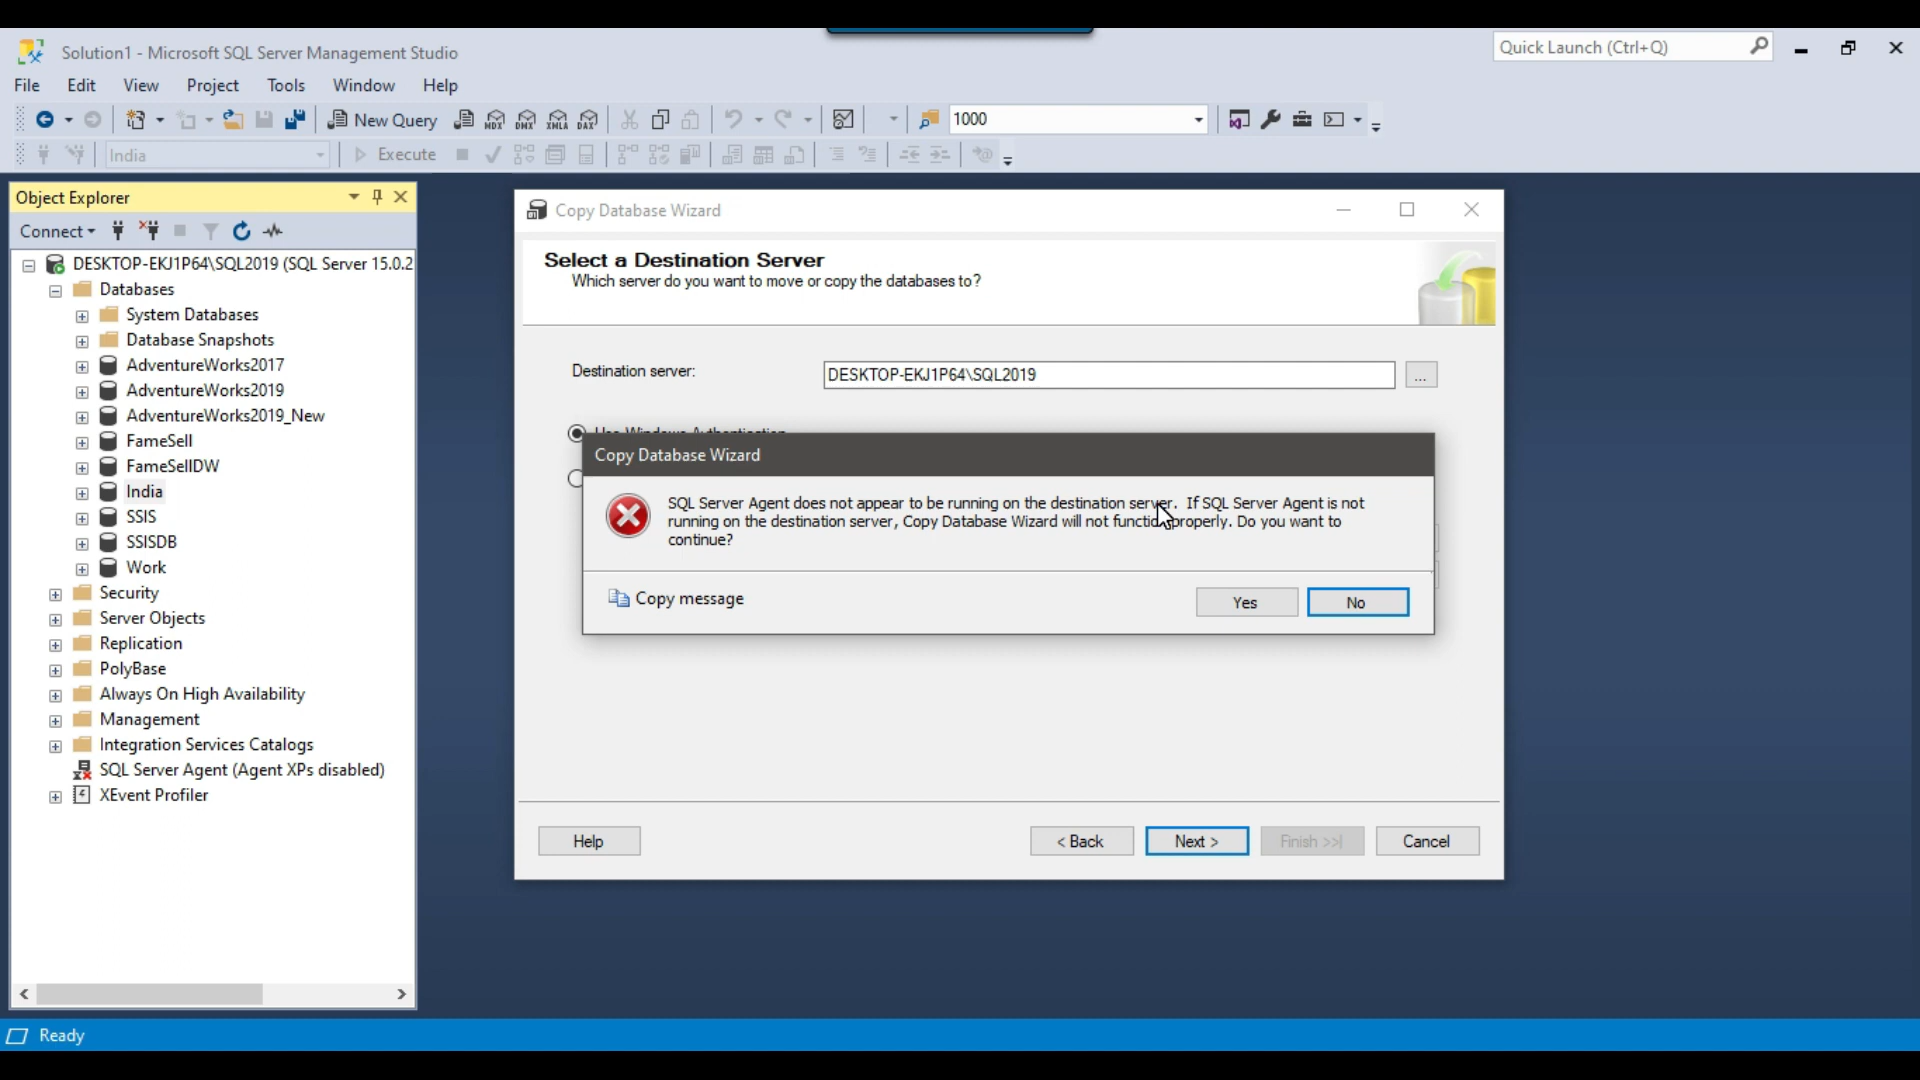 Solution1 - Microsoft SQL Server Management Studio
Quick Launch (Ctrl+Q)
File Edit View Project Tools Window Help
New Query MDX DMX XMLA DAX 1000
India Execute
Object Explorer
Connect
DESKTOP-EKJ1P64\SQL2019 (SQL Server 15.0.2
Databases
System Databases
Database Snapshots
AdventureWorks2017
AdventureWorks2019
AdventureWorks2019_New
FameSell
FameSellDW
India
SSIS
SSISDB
Work
Security
Server Objects
Replication
PolyBase
Always On High Availability
Management
Integration Services Catalogs
SQL Server Agent (Agent XPs disabled)
XEvent Profiler
Copy Database Wizard
Select a Destination Server
Which server do you want to move or copy the databases to?
Destination server:
DESKTOP-EKJ1P64\SQL2019
...
Use Windows Authentication
Copy Database Wizard
SQL Server Agent does not appear to be running on the destination server. If SQL Server Agent is not
running on the destination server, Copy Database Wizard will not function properly. Do you want to
continue?
Copy message
Yes No
Help < Back Next > Finish >>| Cancel
Ready